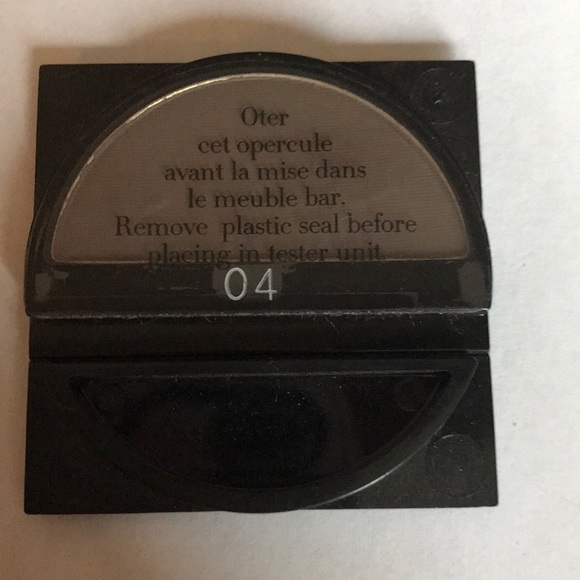 Oter
cet opercule
avant la mise dans
le meuble bar.
Remove plastic seal before
placing in tester unit.
04